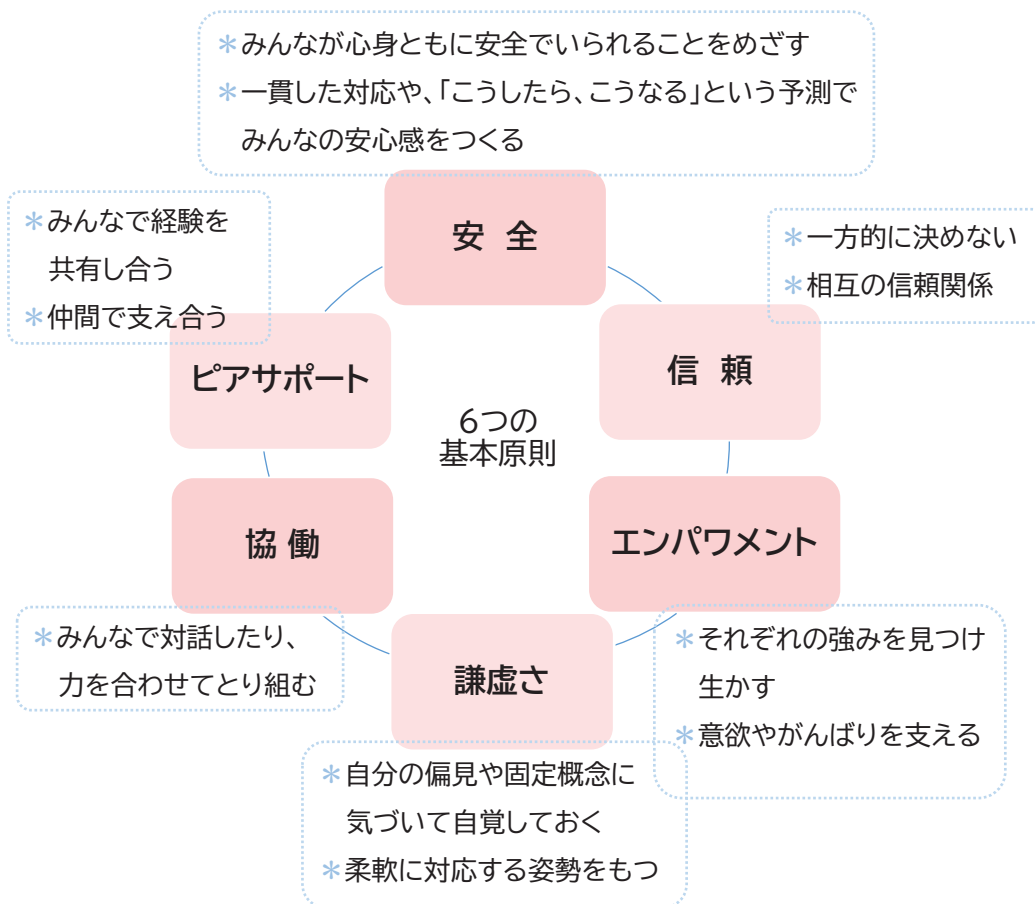 ＊みんなが心身ともに安全でいられることをめざす
＊一貫した対応や、「こうしたら、こうなる」という予測で
みんなの安心感をつくる
安 全
＊みんなで経験を
共有し合う
＊仲間で支え合う
＊一方的に決めない
＊相互の信頼関係
ピアサポート
信 頼
6つの
基本原則
協 働
エンパワメント
＊みんなで対話したり、
力を合わせてとり組む
謙虚さ
＊それぞれの強みを見つけ
生かす
＊意欲やがんばりを支える
＊自分の偏見や固定概念に
気づいて自覚しておく
＊柔軟に対応する姿勢をもつ